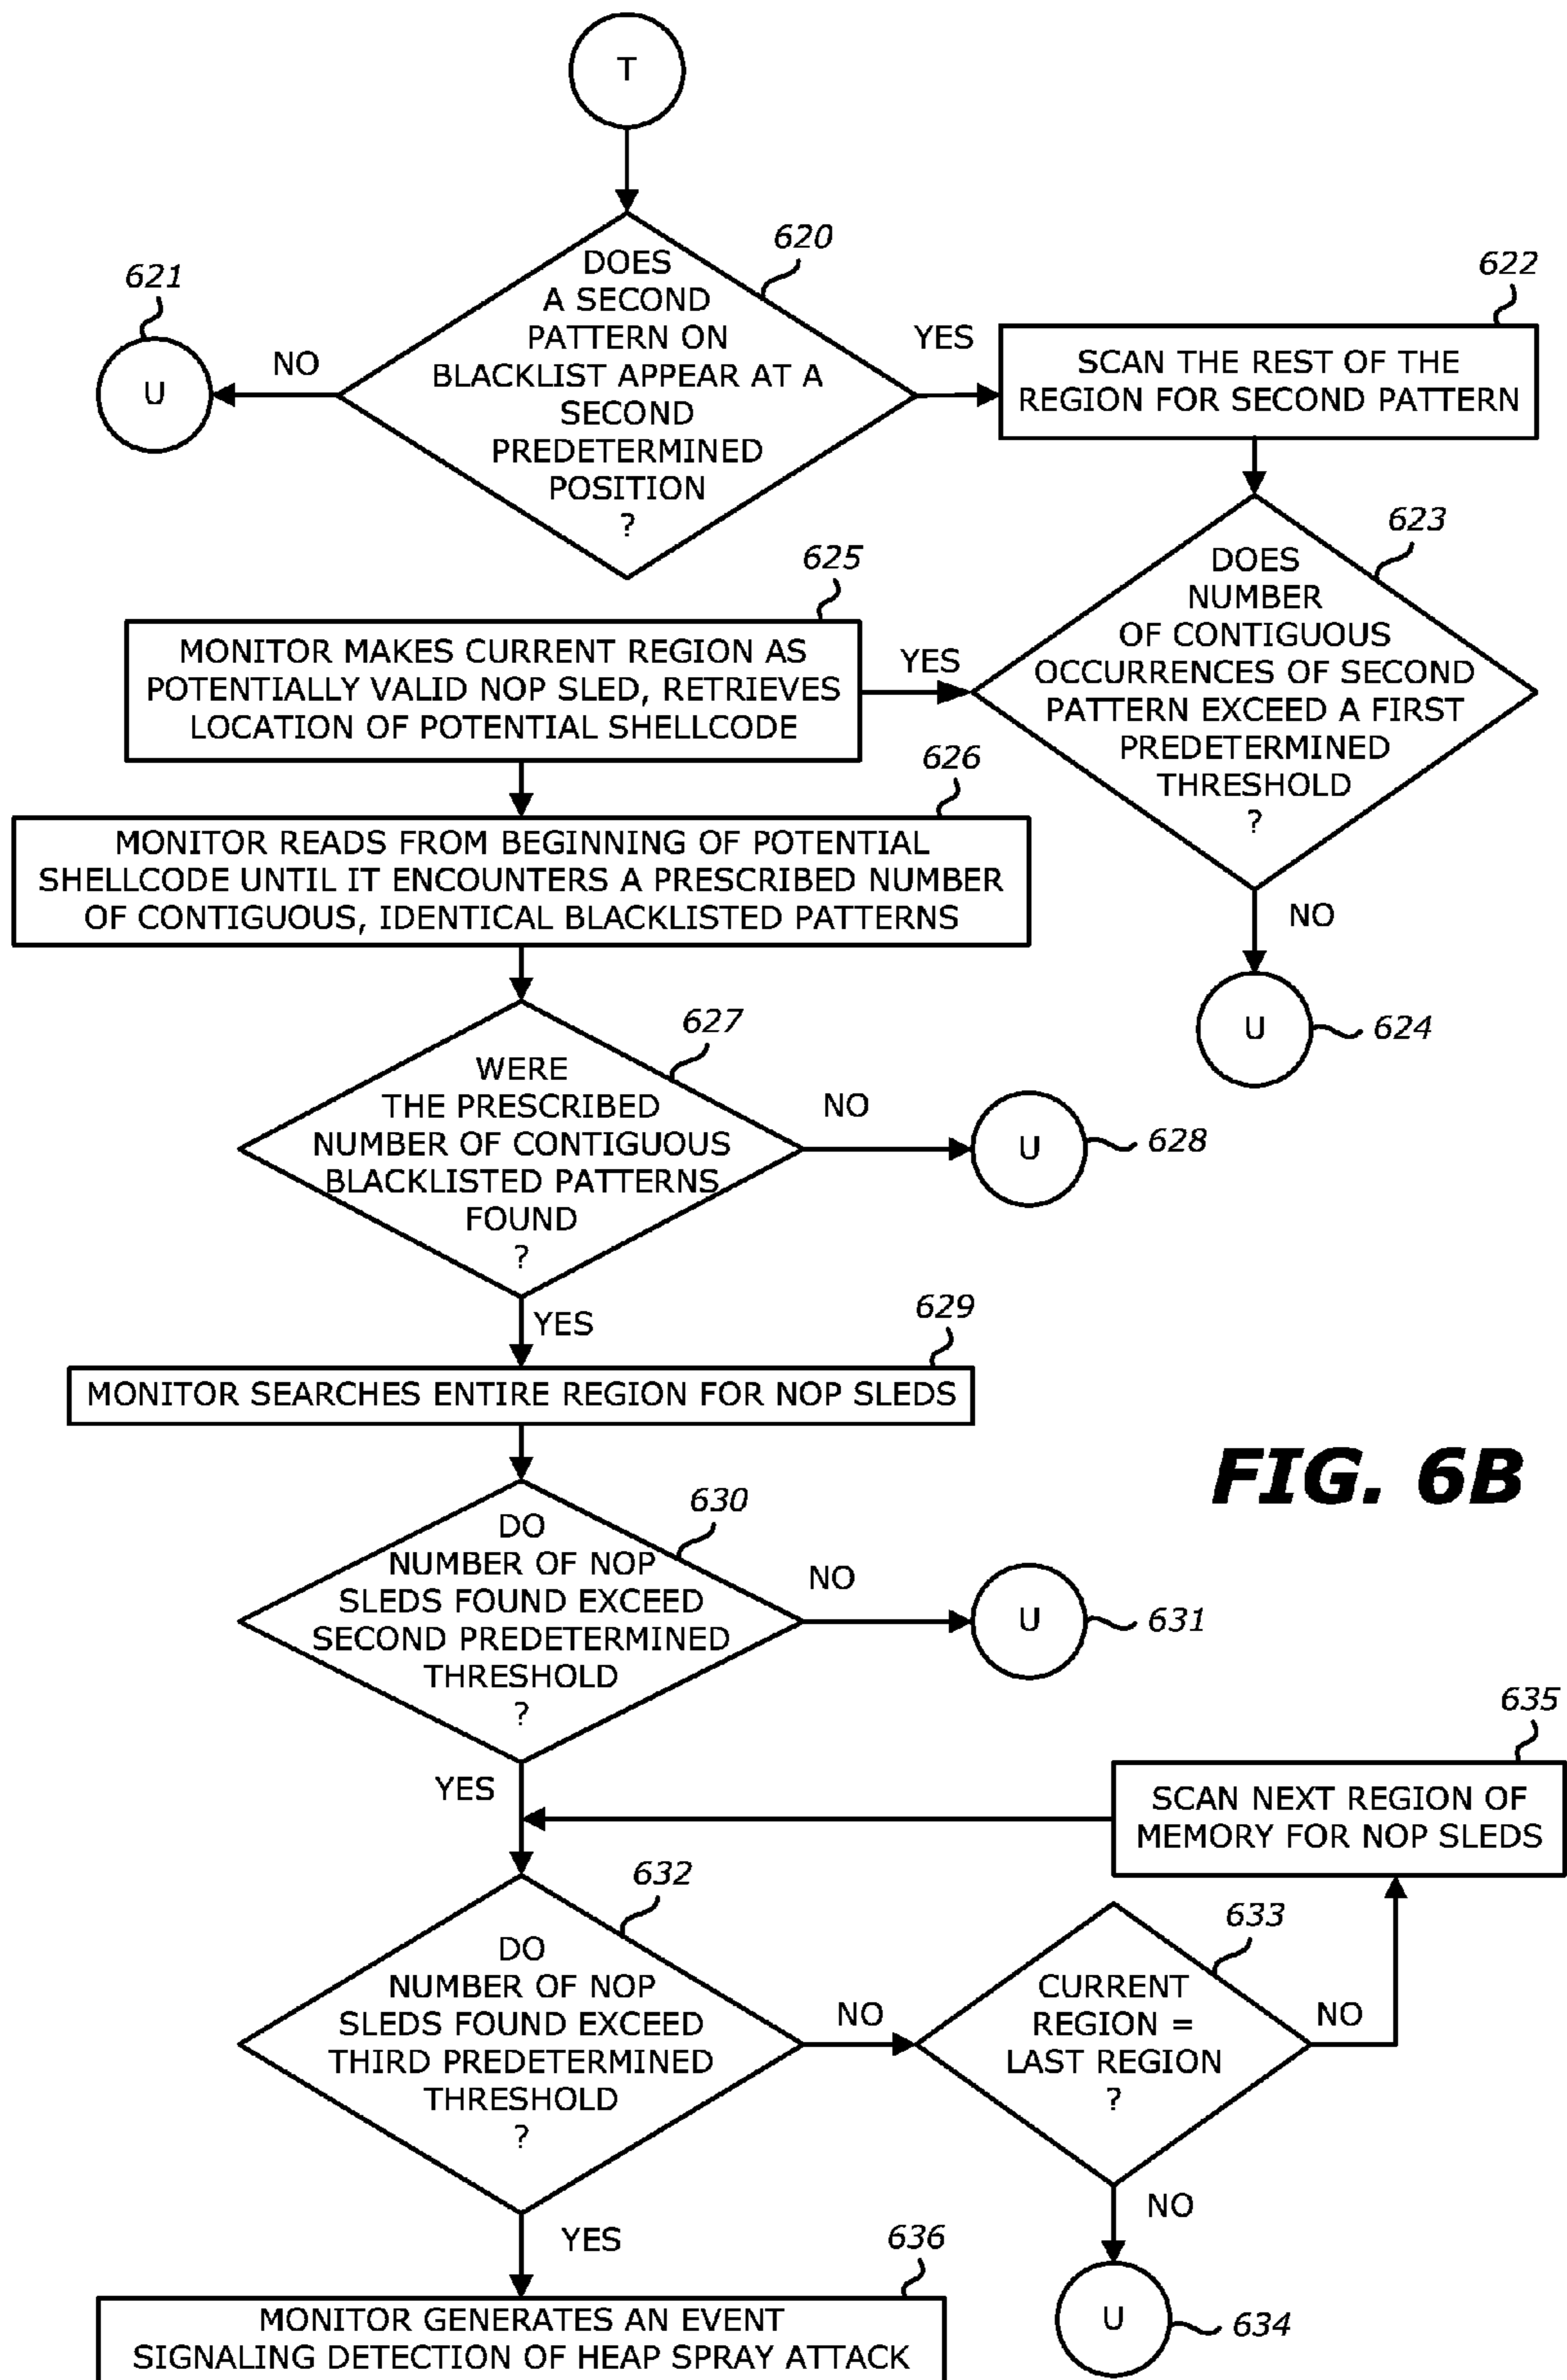 T
620
DOES
A SECOND
PATTERN ON
BLACKLIST APPEAR AT A
SECOND
PREDETERMINED
POSITION
?
621
U
NO
YES
622
SCAN THE REST OF THE
REGION FOR SECOND PATTERN
623
DOES
NUMBER
OF CONTIGUOUS
OCCURRENCES OF SECOND
PATTERN EXCEED A FIRST
PREDETERMINED
THRESHOLD
?
YES
NO
U
624
625
MONITOR MAKES CURRENT REGION AS
POTENTIALLY VALID NOP SLED, RETRIEVES
LOCATION OF POTENTIAL SHELLCODE
626
MONITOR READS FROM BEGINNING OF POTENTIAL
SHELLCODE UNTIL IT ENCOUNTERS A PRESCRIBED NUMBER
OF CONTIGUOUS, IDENTICAL BLACKLISTED PATTERNS
627
WERE
THE PRESCRIBED
NUMBER OF CONTIGUOUS
BLACKLISTED PATTERNS
FOUND
?
NO
U
628
YES
629
MONITOR SEARCHES ENTIRE REGION FOR NOP SLEDS
FIG. 6B
630
DO
NUMBER OF NOP
SLEDS FOUND EXCEED
SECOND PREDETERMINED
THRESHOLD
?
NO
U
631
YES
635
SCAN NEXT REGION OF
MEMORY FOR NOP SLEDS
632
DO
NUMBER OF NOP
SLEDS FOUND EXCEED
THIRD PREDETERMINED
THRESHOLD
?
NO
633
CURRENT
REGION =
LAST REGION
?
NO
NO
U
634
YES
636
MONITOR GENERATES AN EVENT
SIGNALING DETECTION OF HEAP SPRAY ATTACK